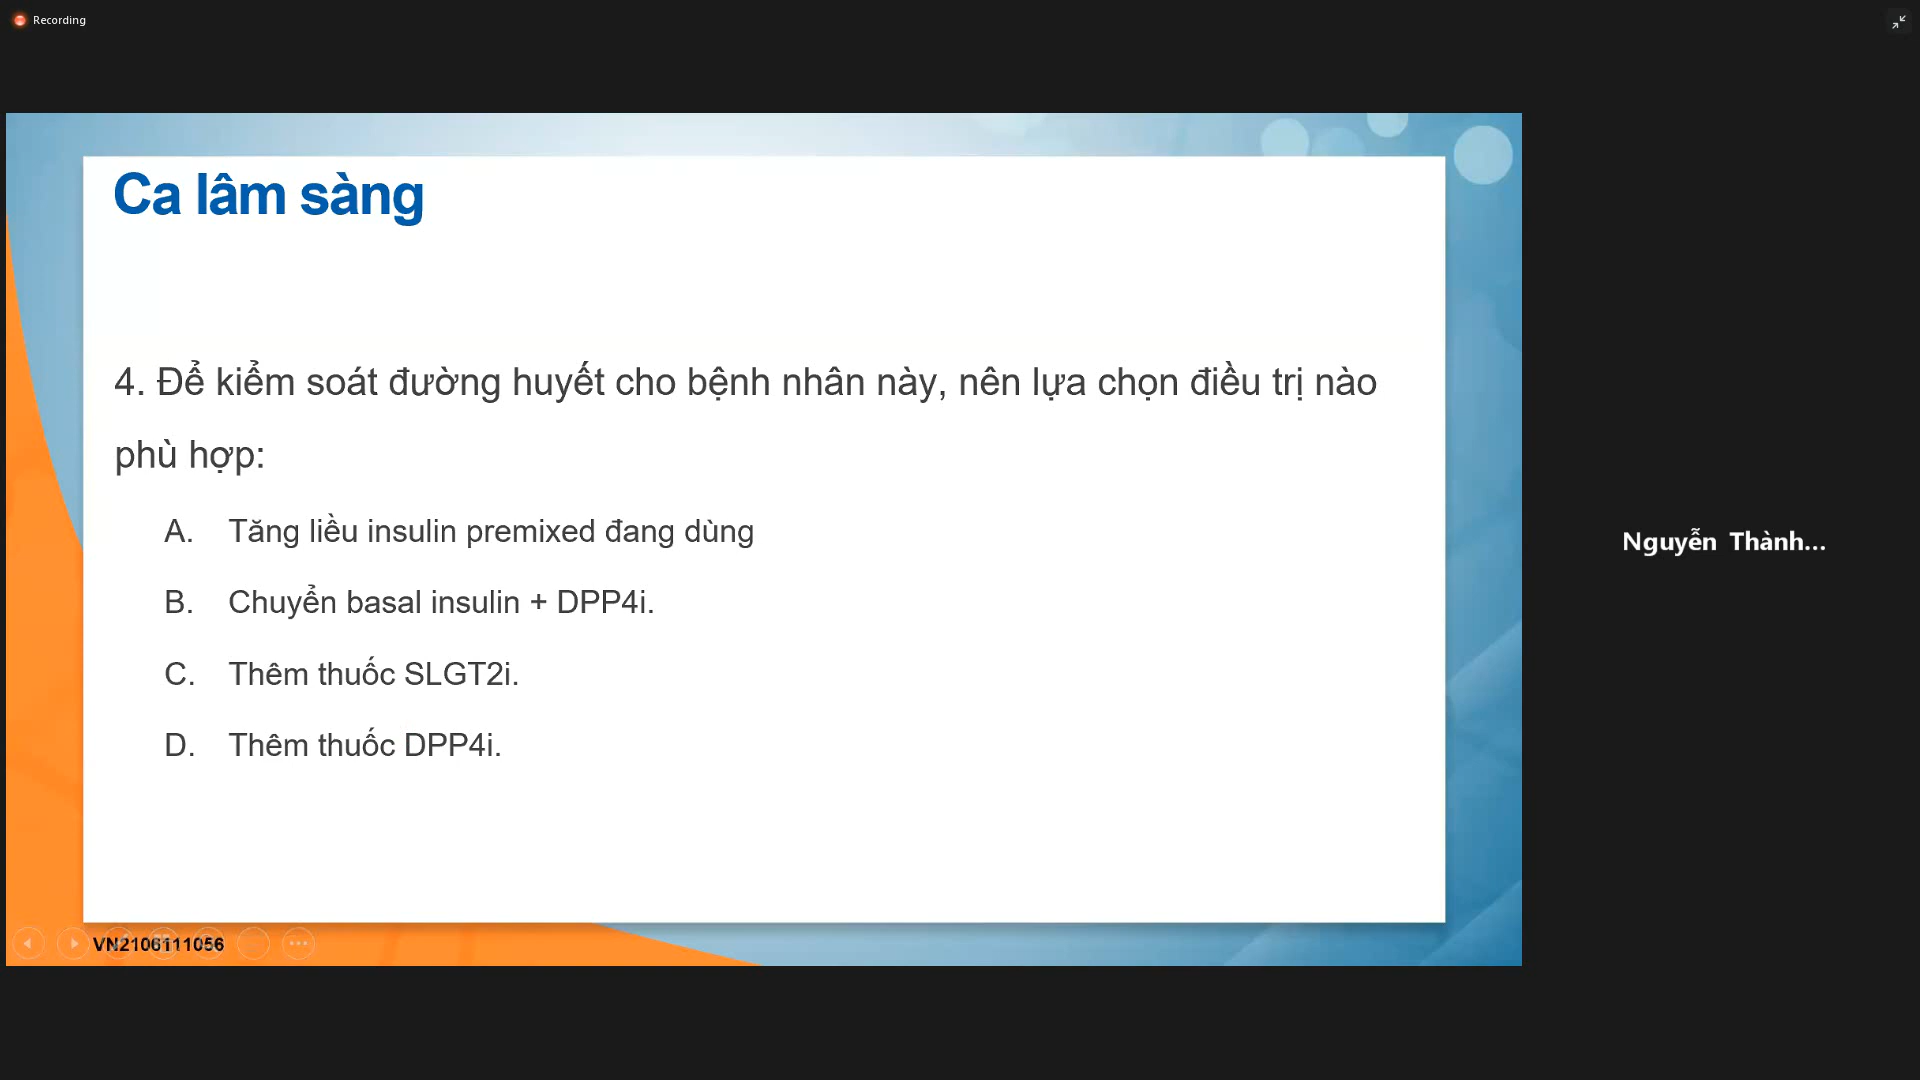 Recording
Ca lâm sàng
4. Để kiểm soát đường huyết cho bệnh nhân này, nên lựa chọn điều trị nào
phù hợp:
A. Tăng liều insulin premixed đang dùng
B. Chuyển basal insulin + DPP4i.
C. Thêm thuốc SLGT2i.
D. Thêm thuốc DPP4i.
Nguyễn Thành...
VN2106111056